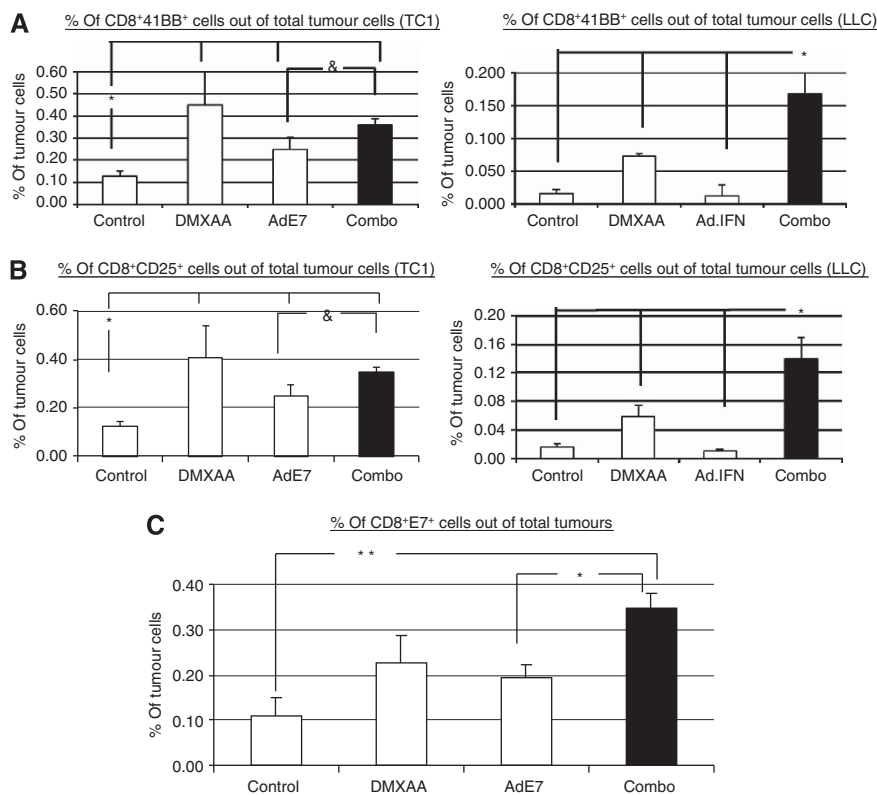 A
% Of CD8+41BB+ cells out of total tumour cells (TC1)
% Of tumour cells
0.60
0.50
0.40
0.30
0.20
0.10
0.00
*
&
Control DMXAA AdE7 Combo
% Of CD8+41BB+ cells out of total tumour cells (LLC)
% Of tumour cells
0.200
0.150
0.100
0.050
0.000
*
Control DMXAA Ad.IFN Combo
B
% Of CD8+CD25+ cells out of total tumour cells (TC1)
% Of tumour cells
0.60
0.40
0.20
0.00
*
&
Control DMXAA AdE7 Combo
% Of CD8+CD25+ cells out of total tumour cells (LLC)
% Of tumour cells
0.20
0.16
0.12
0.08
0.04
0.00
*
Control DMXAA Ad.IFN Combo
C
% Of CD8+E7+ cells out of total tumours
% Of tumour cells
0.40
0.30
0.20
0.10
0.00
* *
*
Control DMXAA AdE7 Combo